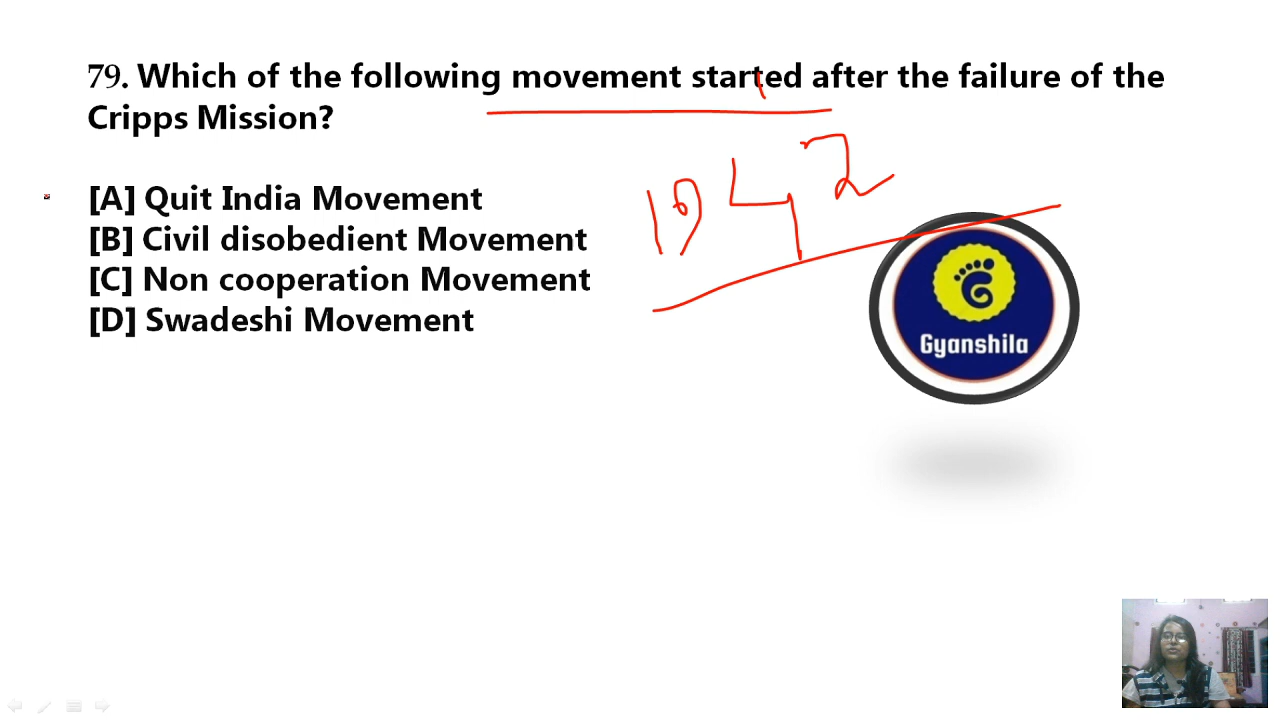 79. Which of the following movement started after the failure of the
Cripps Mission?
1942
[A] Quit India Movement
[B] Civil disobedient Movement
[C] Non cooperation Movement
[D] Swadeshi Movement
Gyanshila